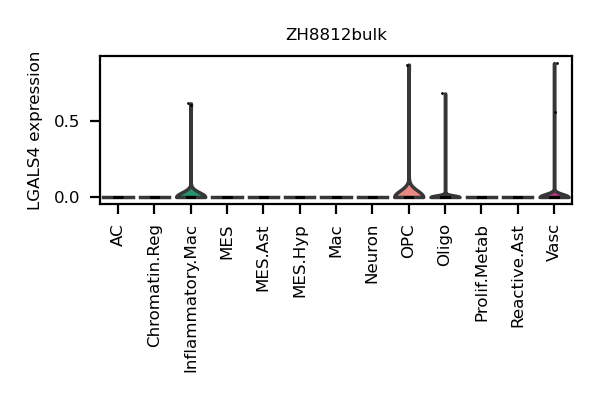 ZH8812bulk
LGALS4 expression
0.5
0.0
AC
Chromatin.Reg
Inflammatory.Mac
MES
MES.Ast
MES.Hyp
Mac
Neuron
OPC
Oligo
Prolif.Metab
Reactive.Ast
Vasc